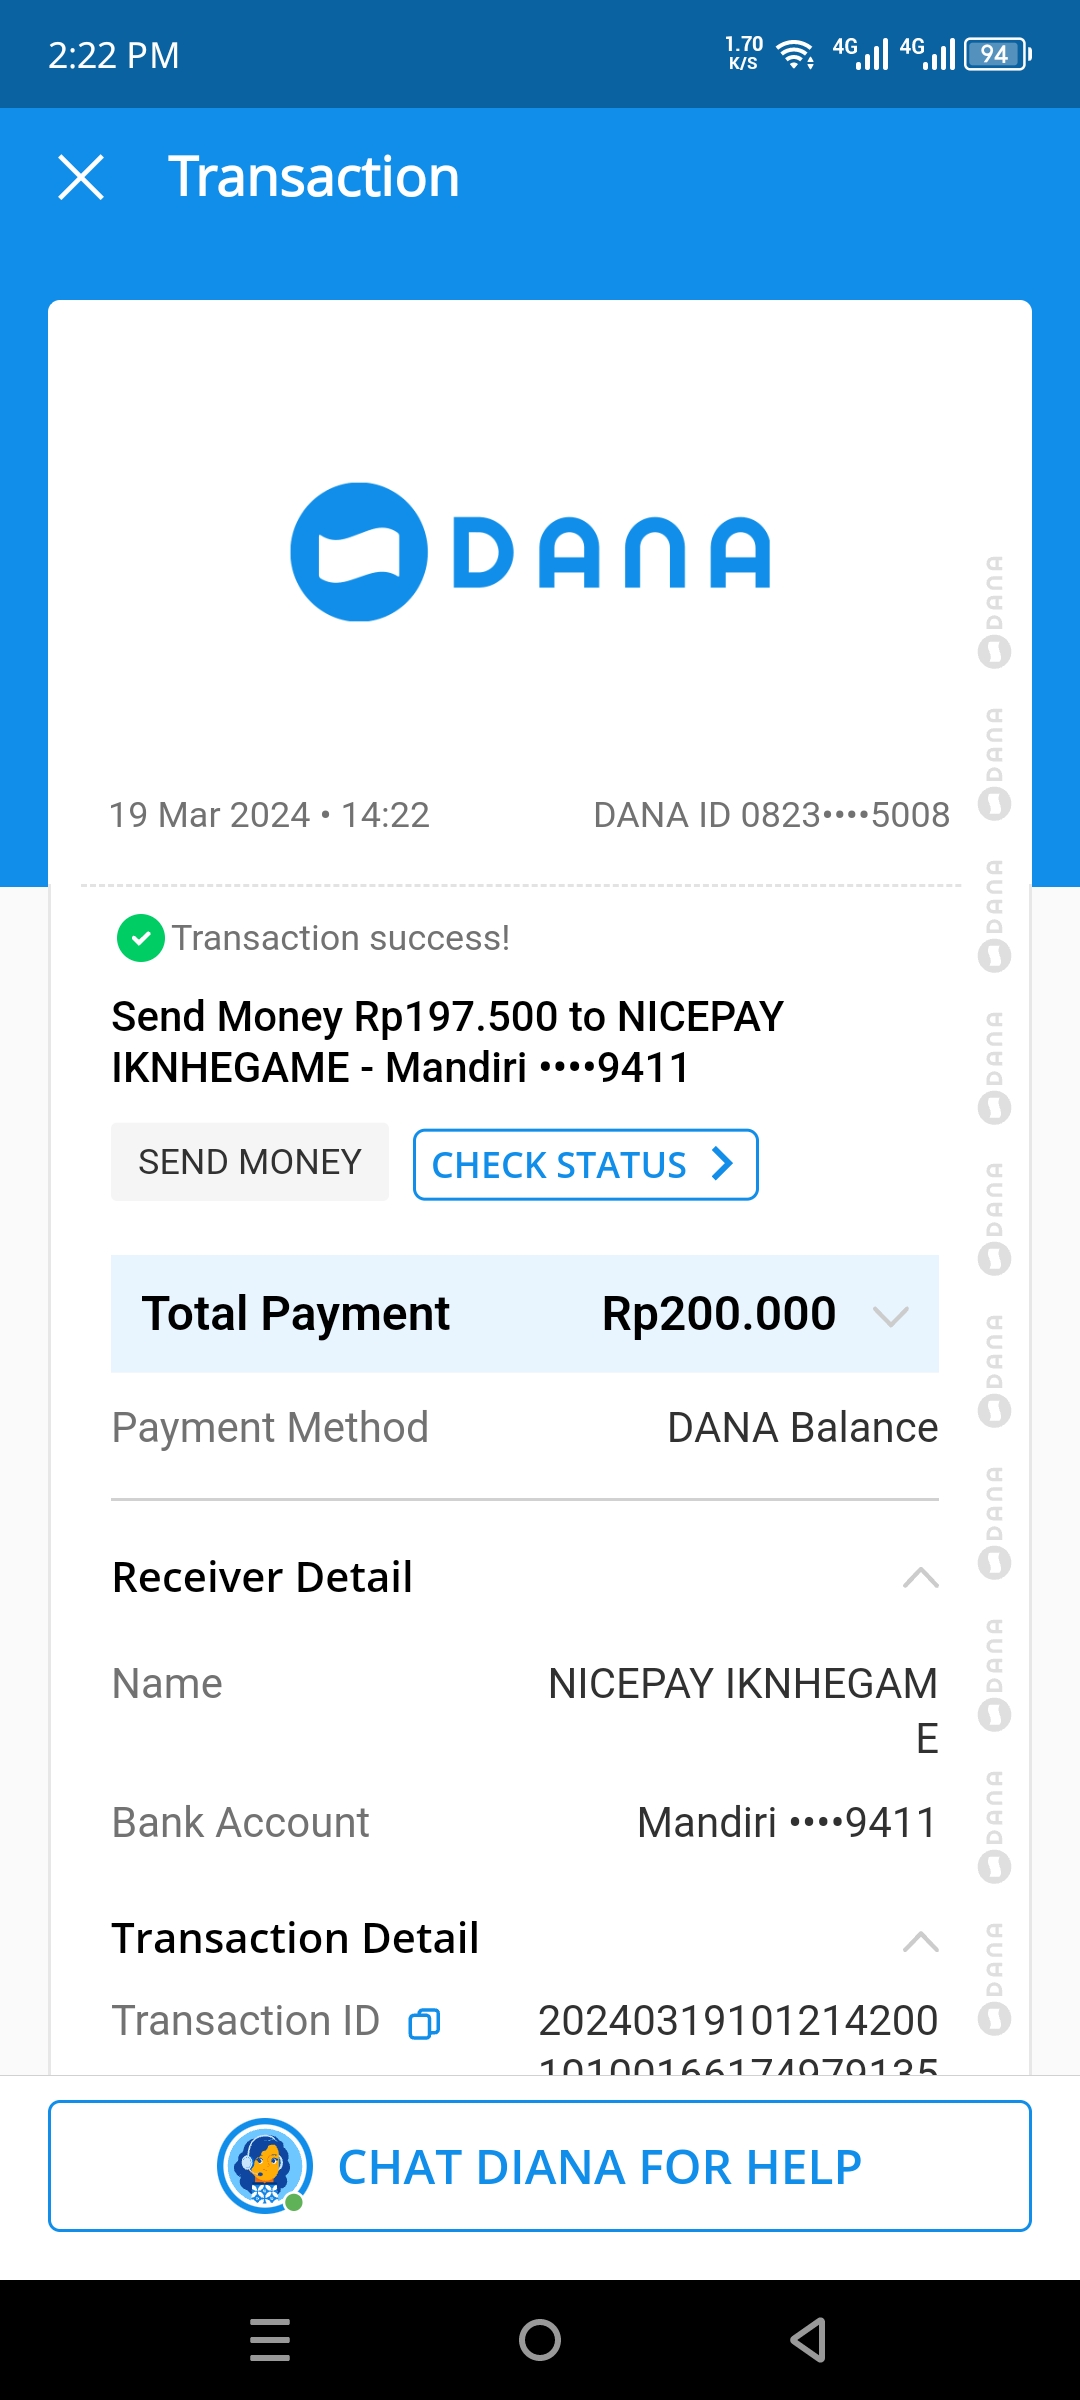 2:22 PM
1.70 K/S 4G 4G 94
Transaction
DANA
19 Mar 2024 • 14:22 DANA ID 0823••••5008
Transaction success!
Send Money Rp197.500 to NICEPAY
IKNHEGAME - Mandiri ••••9411
SEND MONEY CHECK STATUS
Total Payment Rp200.000
Payment Method DANA Balance
Receiver Detail
Name NICEPAY IKNHEGAM
E
Bank Account Mandiri ••••9411
Transaction Detail
Transaction ID 20240319101214200
10100166174979135
CHAT DIANA FOR HELP
DANA
DANA
DANA
DANA
DANA
DANA
DANA
DANA
DANA
DANA